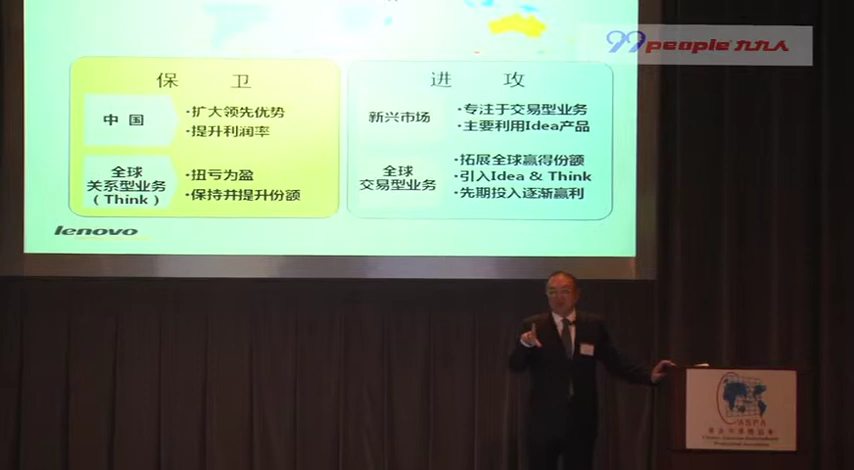 99people 九九人
保 卫
进 攻
中 国
•扩大领先优势
•提升利润率
新兴市场
•专注于交易型业务
•主要利用Idea产品
全球
关系型业务
(Think)
•扭亏为盈
•保持并提升份额
全球
交易型业务
•拓展全球赢得份额
•引入Idea & Think
•先期投入逐渐赢利
lenovo
CASPA